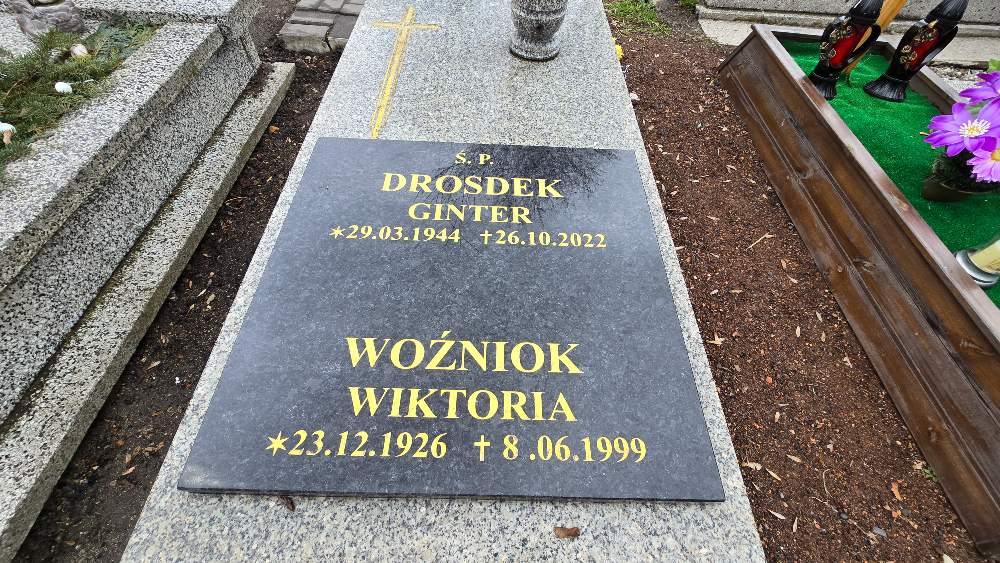 S. P.
DROSDEK
GINTER
✶29.03.1944 ✝26.10.2022
WOŹNIOK
WIKTORIA
✶23.12.1926 ✝ 8 .06.1999